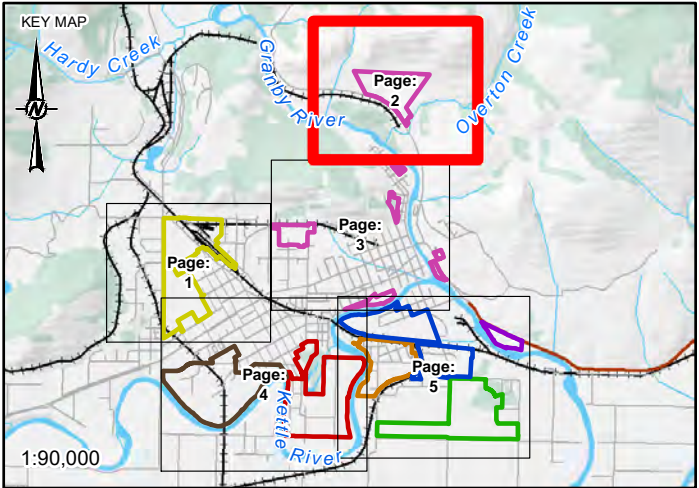 KEY MAP
Hardy Creek
N
Granby River
Overton Creek
Page:
2
Page:
3
Page:
1
Page:
4
Page:
5
Kettle River
1:90,000